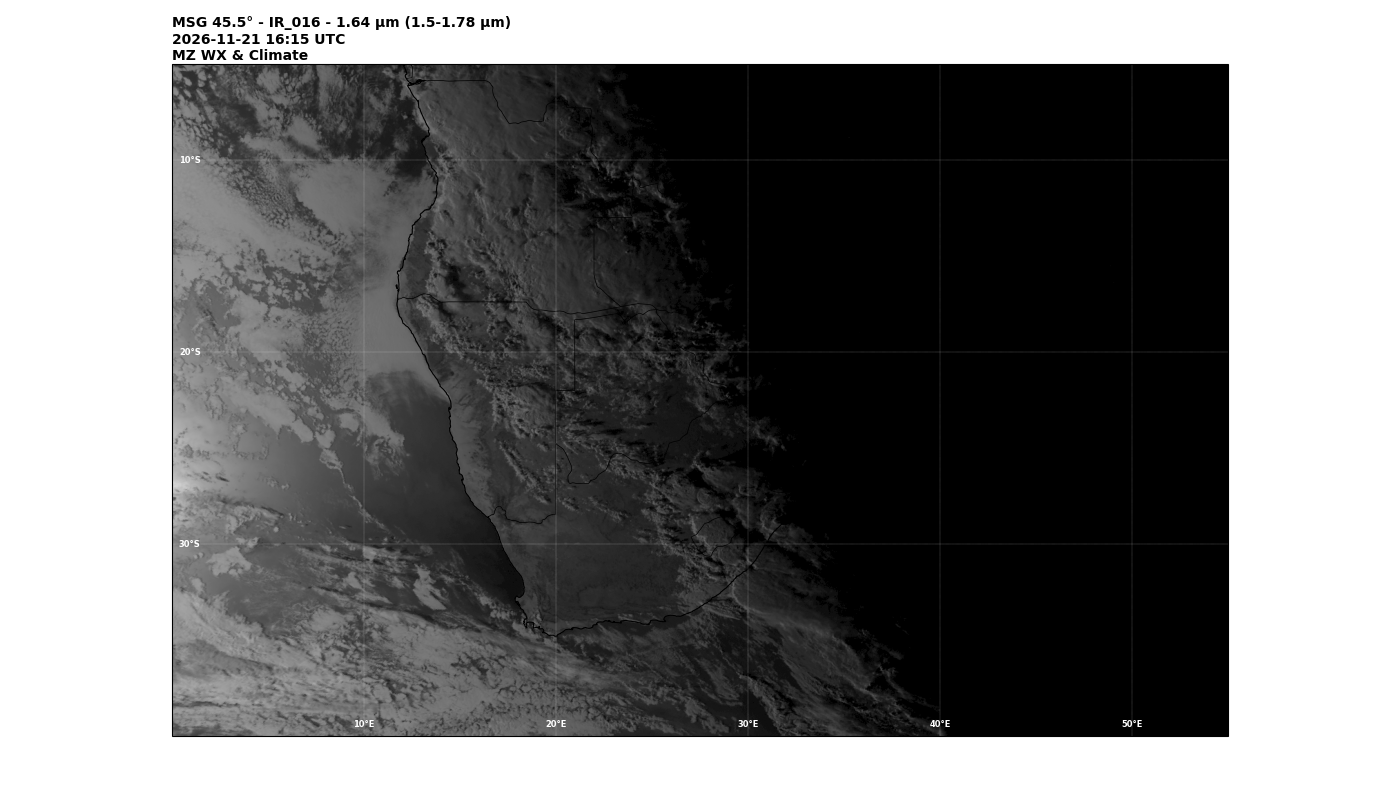 MSG 45.5° - IR_016 - 1.64 µm (1.5-1.78 µm)
2026-11-21 16:15 UTC
MZ WX & Climate
10°S
20°S
30°S
10°E
20°E
30°E
40°E
50°E